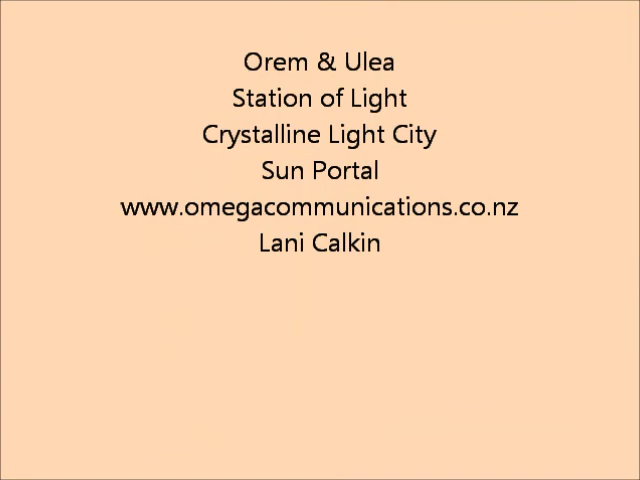 Orem & Ulea
Station of Light
Crystalline Light City
Sun Portal
www.omegacommunications.co.nz
Lani Calkin